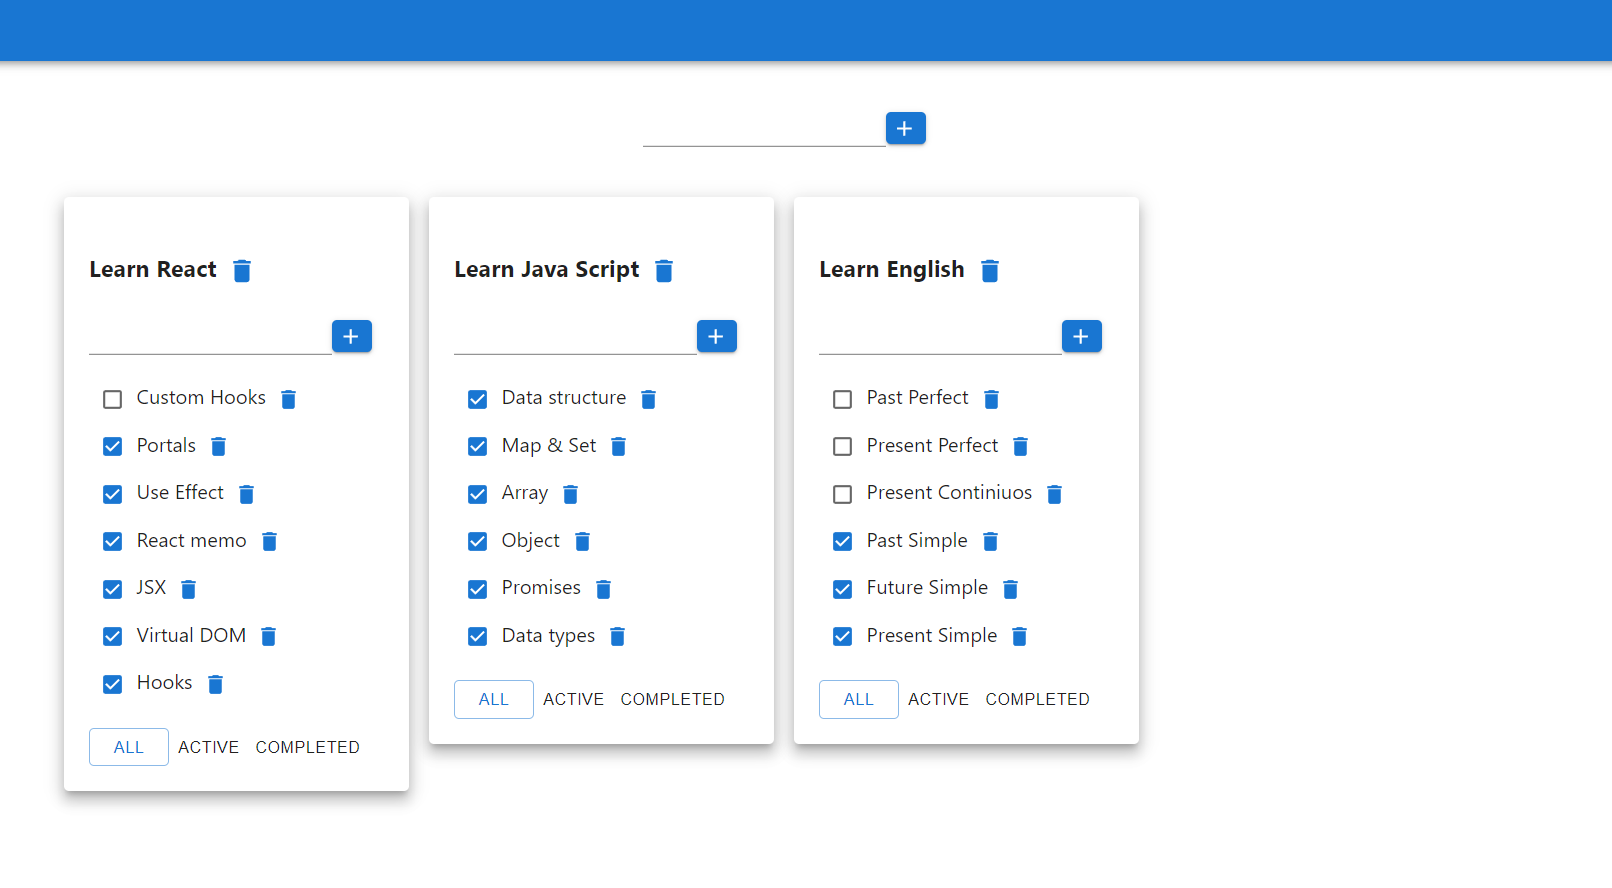 Learn React
Custom Hooks
Portals
Use Effect
React memo
JSX
Virtual DOM
Hooks
ALL ACTIVE COMPLETED
Learn Java Script
Data structure
Map & Set
Array
Object
Promises
Data types
ALL ACTIVE COMPLETED
Learn English
Past Perfect
Present Perfect
Present Continiuos
Past Simple
Future Simple
Present Simple
ALL ACTIVE COMPLETED